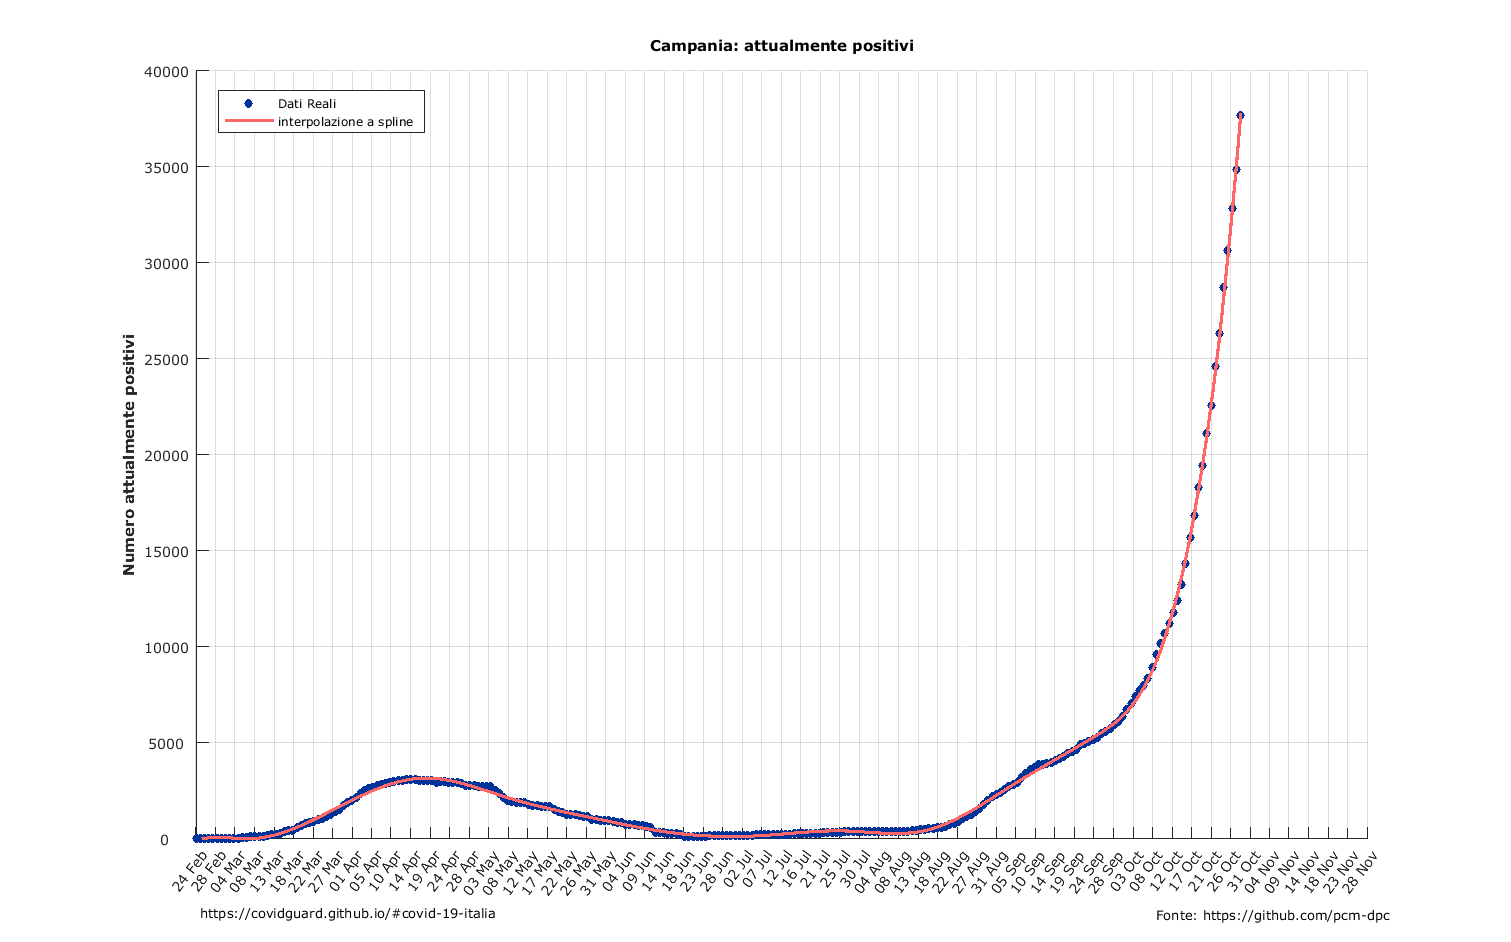 Campania: attualmente positivi
Dati Reali
interpolazione a spline
Numero attualmente positivi
40000
35000
30000
25000
20000
15000
10000
5000
0
24 Feb
28 Feb
04 Mar
08 Mar
13 Mar
18 Mar
22 Mar
27 Mar
01 Apr
05 Apr
10 Apr
14 Apr
19 Apr
24 Apr
28 Apr
03 May
08 May
12 May
17 May
22 May
26 May
31 May
04 Jun
09 Jun
14 Jun
18 Jun
23 Jun
28 Jun
02 Jul
07 Jul
12 Jul
16 Jul
21 Jul
25 Jul
30 Jul
04 Aug
08 Aug
13 Aug
18 Aug
22 Aug
27 Aug
31 Aug
05 Sep
10 Sep
14 Sep
19 Sep
24 Sep
28 Sep
03 Oct
08 Oct
12 Oct
17 Oct
21 Oct
26 Oct
31 Oct
04 Nov
09 Nov
14 Nov
18 Nov
23 Nov
28 Nov
https://covidguard.github.io/#covid-19-italia
Fonte: https://github.com/pcm-dpc